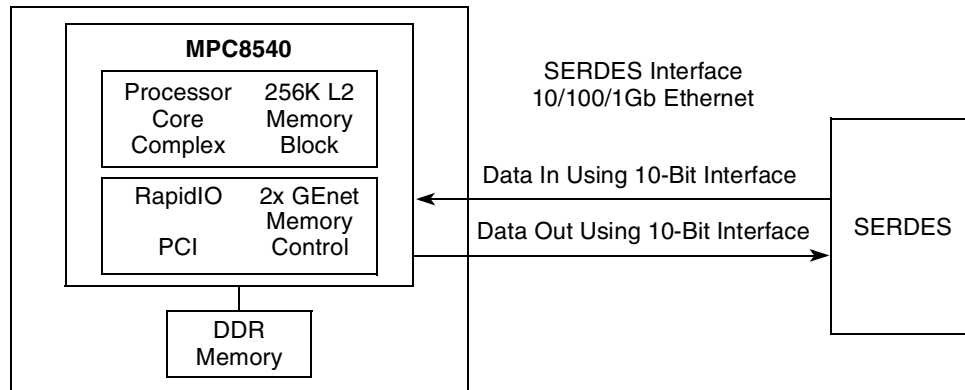 MPC8540
Processor 256K L2
Core Memory
Complex Block
RapidIO 2x GEnet
Memory
PCI Control
DDR
Memory
SERDES Interface
10/100/1Gb Ethernet
Data In Using 10-Bit Interface
Data Out Using 10-Bit Interface
SERDES